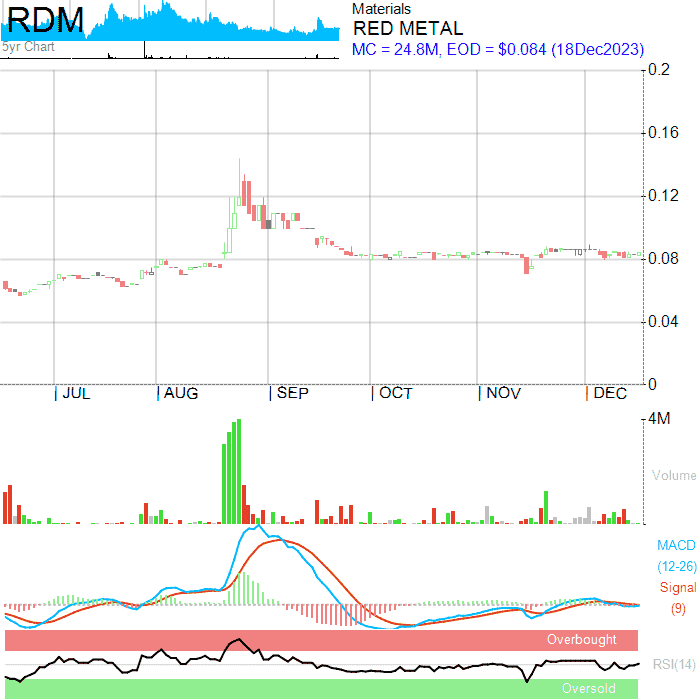 RDM
5yr Chart
Materials
RED METAL
MC = 24.8M, EOD = $0.084 (18Dec2023)
0.2
0.16
0.12
0.08
0.04
0
JUL AUG SEP OCT NOV DEC
4M
Volume
MACD
(12-26)
Signal
(9)
Overbought
RSI(14)
Oversold